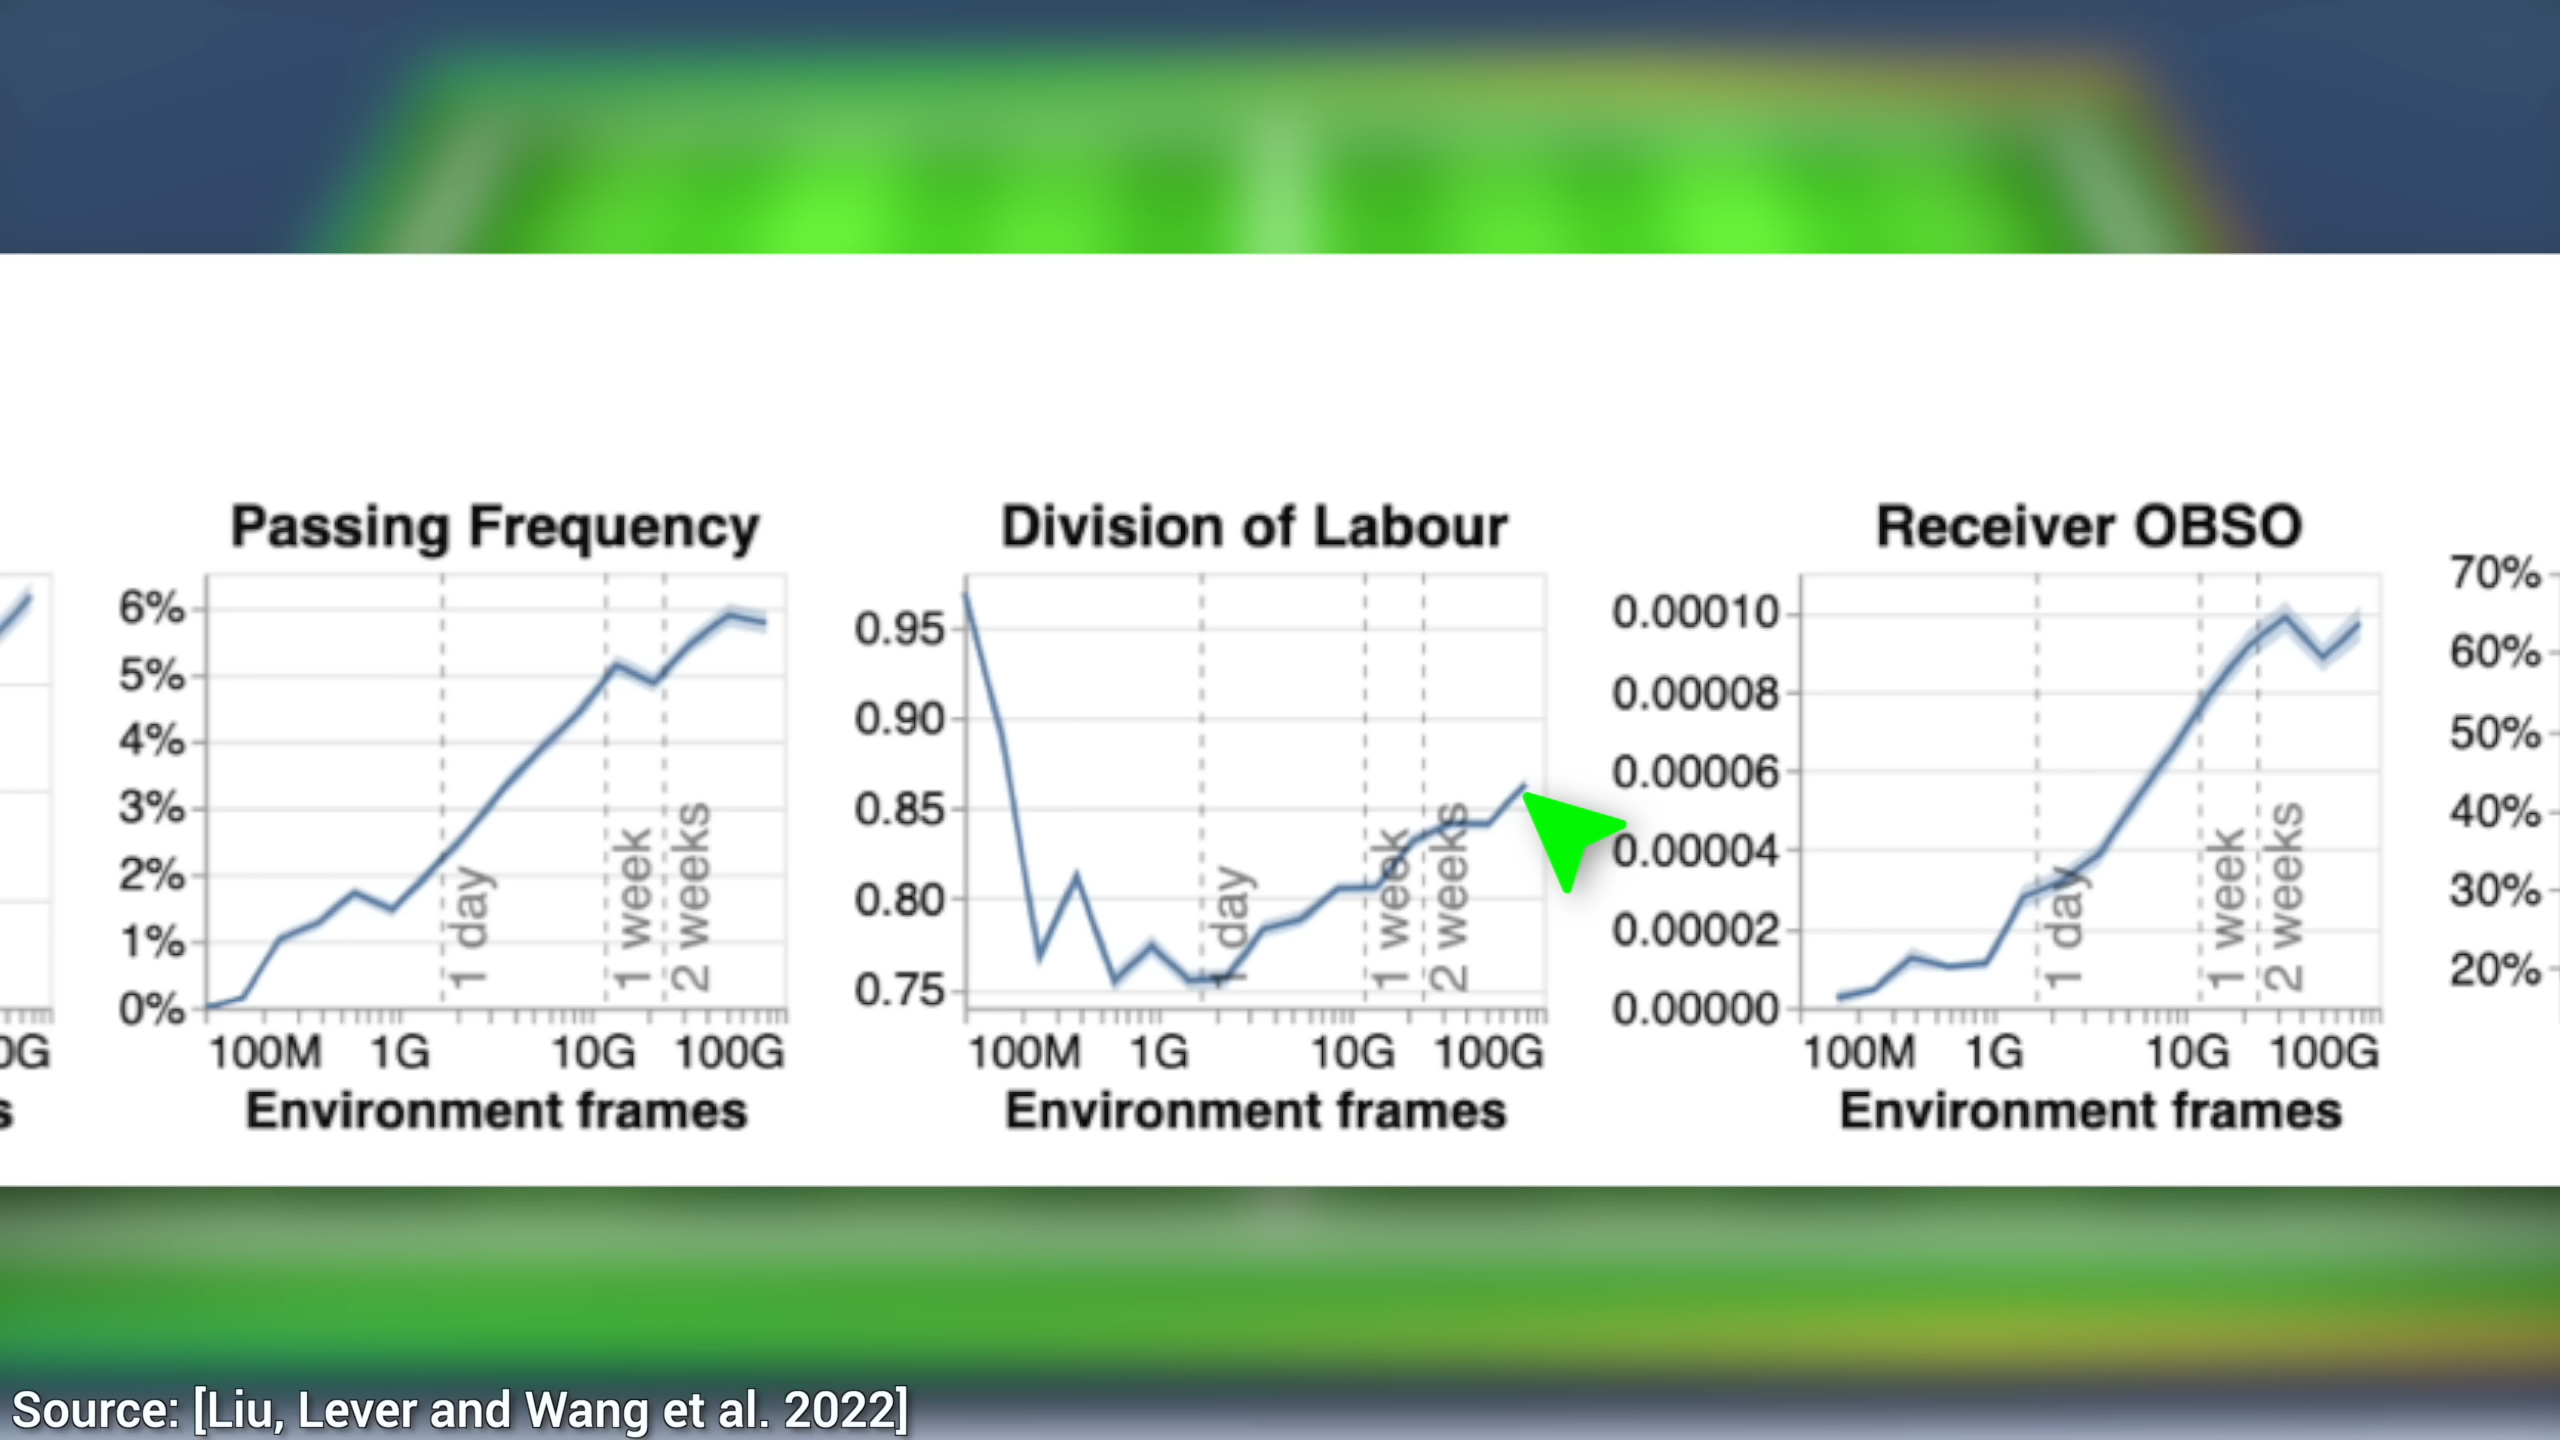 Passing Frequency
6%
5%
4%
3%
2%
1%
0%
1 day
1 week
2 weeks
100M 1G 10G 100G
Environment frames
Division of Labour
0.95
0.90
0.85
0.80
0.75
1 day
1 week
2 weeks
100M 1G 10G 100G
Environment frames
Receiver OBSO
0.00010
0.00008
0.00006
0.00004
0.00002
0.00000
1 day
1 week
2 weeks
100M 1G 10G 100G
Environment frames
70%
60%
50%
40%
30%
20%
0G
s
Source: [Liu, Lever and Wang et al. 2022]